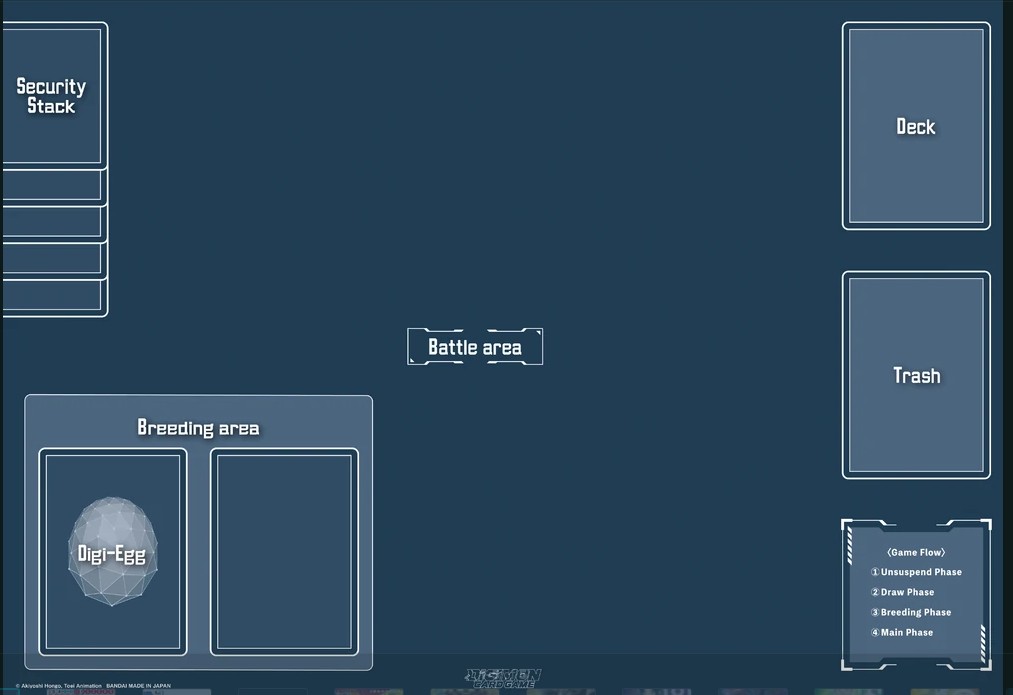 Security
Stack
Deck
Battle area
Trash
Breeding area
Digi-Egg
〈Game Flow〉
①Unsuspend Phase
②Draw Phase
③Breeding Phase
④Main Phase
© Akiyoshi Hongo, Toei Animation BANDAI MADE IN JAPAN
DIGIMON
CARD GAME